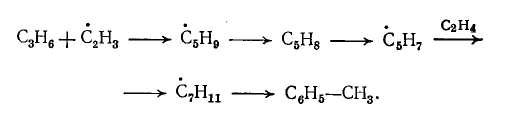 C₃H₆ + Ċ₂H₃ ⟶ Ċ₅H₉ ⟶ C₅H₈ ⟶ Ċ₅H₇ C₂H₄ ⟶
⟶ Ċ₇H₁₁ ⟶ C₆H₅—CH₃.